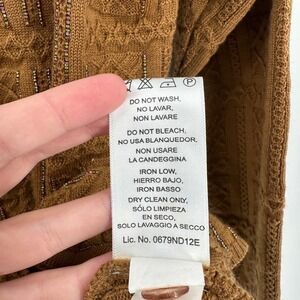 DO NOT WASH,
NO LAVAR,
NON LAVARE
DO NOT BLEACH,
NO USA BLANQUEDOR,
NON USARE
LA CANDEGGINA
IRON LOW,
HIERRO BAJO,
IRON BASSO
DRY CLEAN ONLY,
SÓLO LIMPIEZA
EN SECO,
SOLO LAVAGGIO A SECCO
Lic. No. 0679ND12E